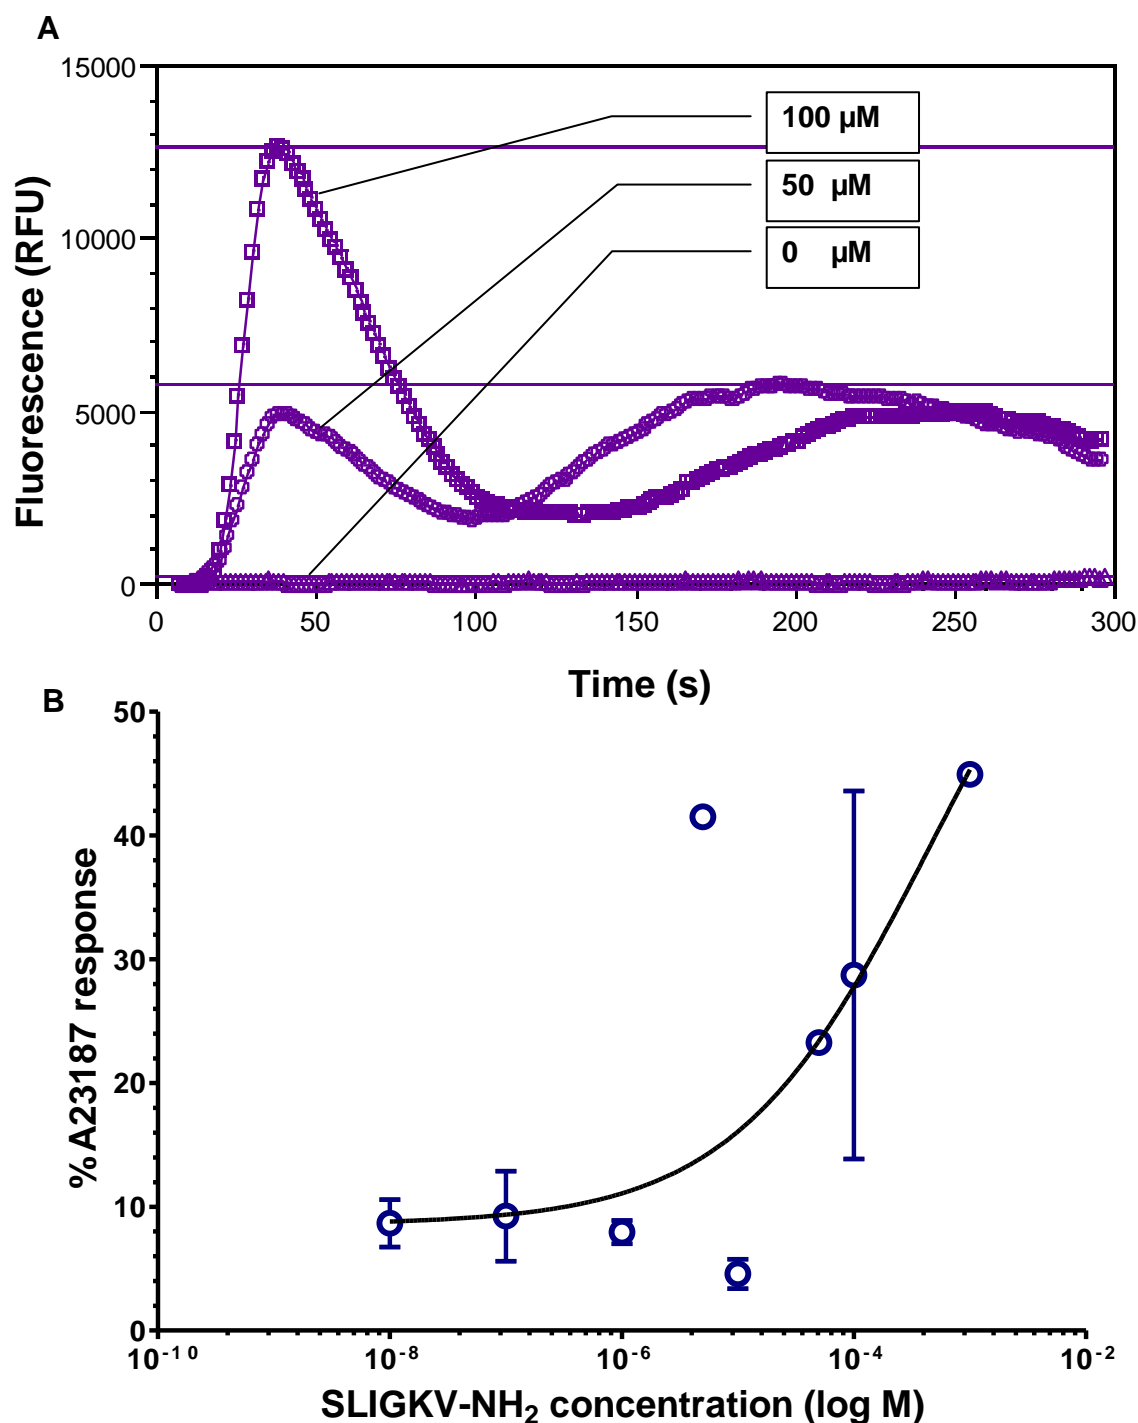 A
15000
10000
5000
0
Fluorescence (RFU)
100 µM
50 µM
0 µM
0 50 100 150 200 250 300
Time (s)
B
50
40
30
20
10
0
%A23187 response
10⁻¹⁰ 10⁻⁸ 10⁻⁶ 10⁻⁴ 10⁻²
SLIGKV-NH₂ concentration (log M)